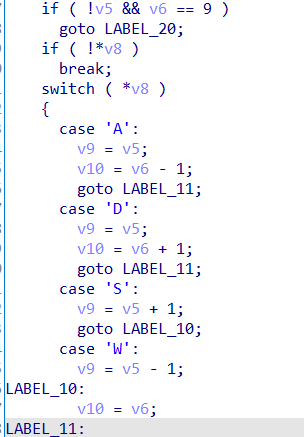 if ( !v5 && v6 == 9 )
goto LABEL_20;
if ( !*v8 )
break;
switch ( *v8 )
{
case 'A':
v9 = v5;
v10 = v6 - 1;
goto LABEL_11;
case 'D':
v9 = v5;
v10 = v6 + 1;
goto LABEL_11;
case 'S':
v9 = v5 + 1;
goto LABEL_10;
case 'W':
v9 = v5 - 1;
LABEL_10:
v10 = v6;
LABEL_11: